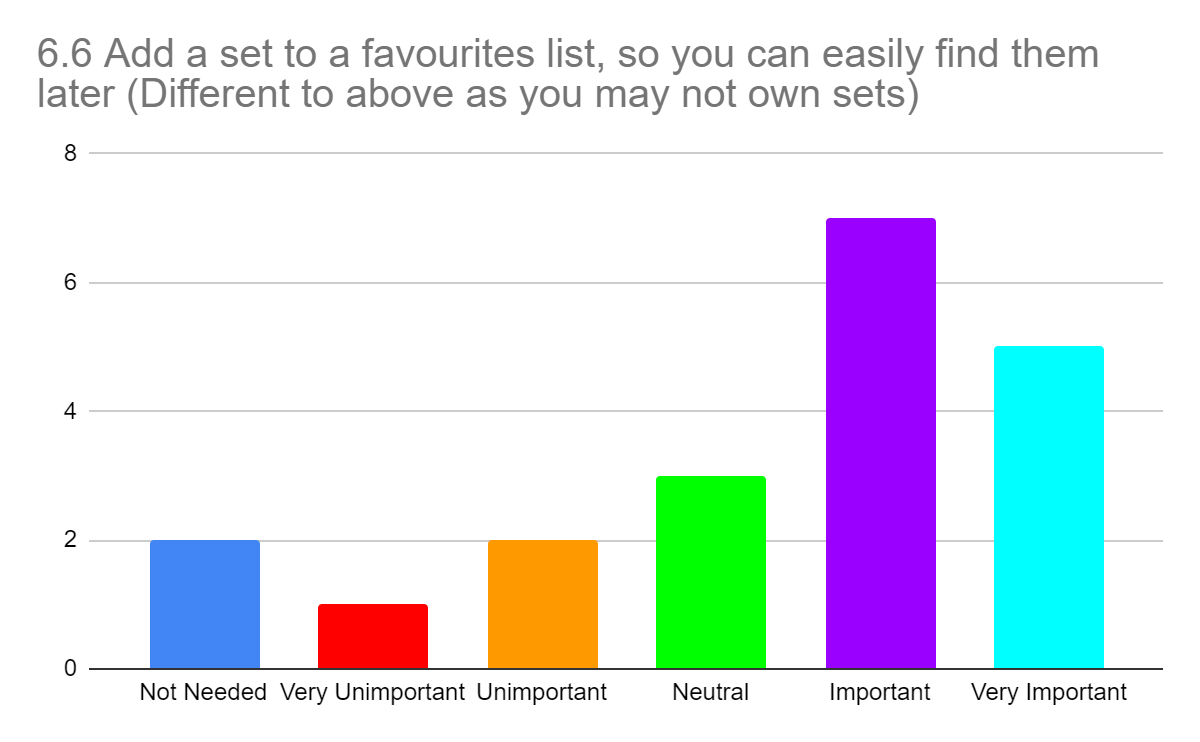 6.6 Add a set to a favourites list, so you can easily find them
later (Different to above as you may not own sets)
8
6
4
2
0
Not Needed Very Unimportant Unimportant Neutral Important Very Important